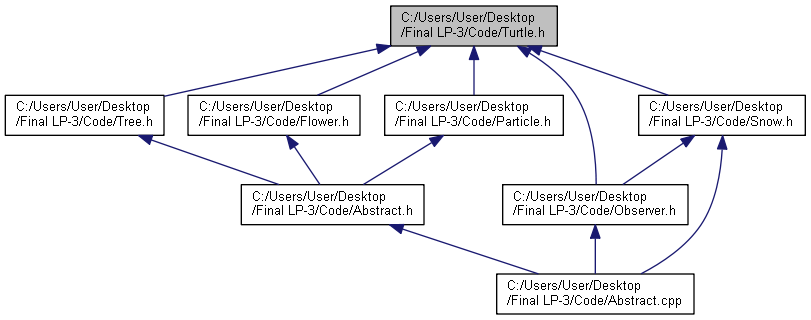 C:/Users/User/Desktop
/Final LP-3/Code/Turtle.h
C:/Users/User/Desktop
/Final LP-3/Code/Tree.h
C:/Users/User/Desktop
/Final LP-3/Code/Flower.h
C:/Users/User/Desktop
/Final LP-3/Code/Particle.h
C:/Users/User/Desktop
/Final LP-3/Code/Snow.h
C:/Users/User/Desktop
/Final LP-3/Code/Abstract.h
C:/Users/User/Desktop
/Final LP-3/Code/Observer.h
C:/Users/User/Desktop
/Final LP-3/Code/Abstract.cpp